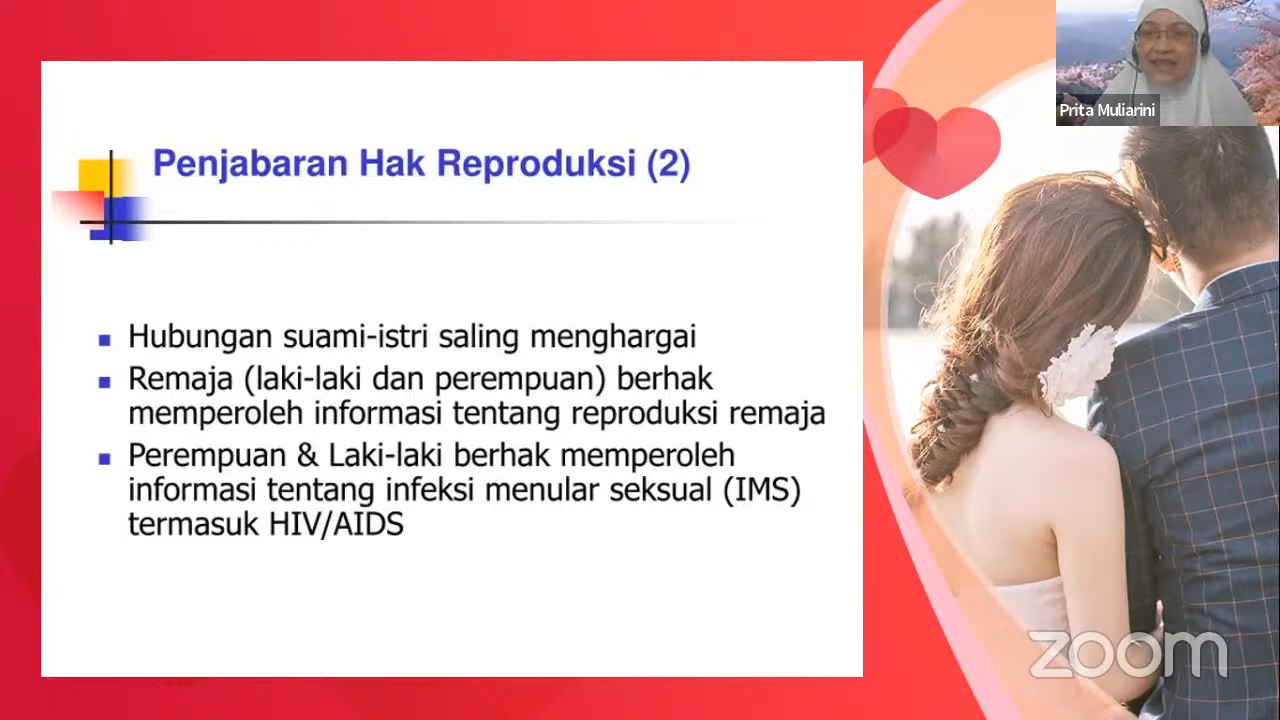 Prita Muliarini
Penjabaran Hak Reproduksi (2)
Hubungan suami-istri saling menghargai
Remaja (laki-laki dan perempuan) berhak
memperoleh informasi tentang reproduksi remaja
Perempuan & Laki-laki berhak memperoleh
informasi tentang infeksi menular seksual (IMS)
termasuk HIV/AIDS
zoom